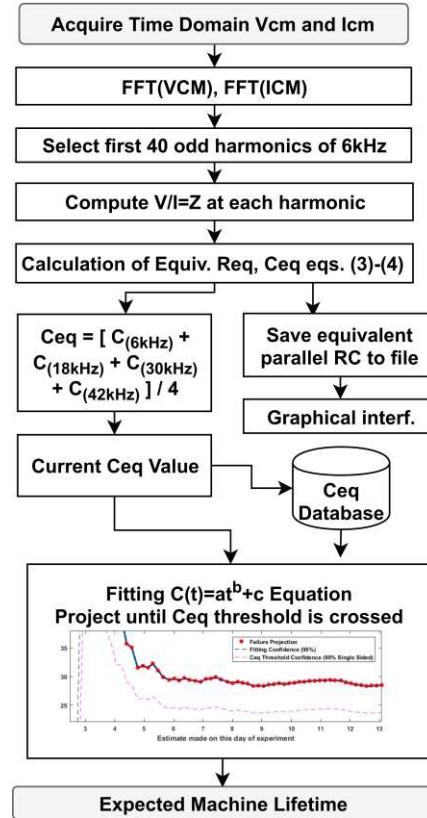 Acquire Time Domain Vcm and Icm
FFT(VCM), FFT(ICM)
Select first 40 odd harmonics of 6kHz
Compute V/I=Z at each harmonic
Calculation of Equiv. Req, Ceq eqs. (3)-(4)
Ceq = [ C(6kHz) +
C(18kHz) + C(30kHz)
+ C(42kHz) ] / 4
Save equivalent
parallel RC to file
Graphical interf.
Current Ceq Value
Ceq
Database
Fitting C(t)=at^b+c Equation
Project until Ceq threshold is crossed
Failure Projection
Fitting Confidence (95%)
Ceq Threshold Confidence (90% Single Sided)
35
30
25
3 4 5 6 7 8 9 10 11 12 13
Estimate made on this day of experiment
Expected Machine Lifetime